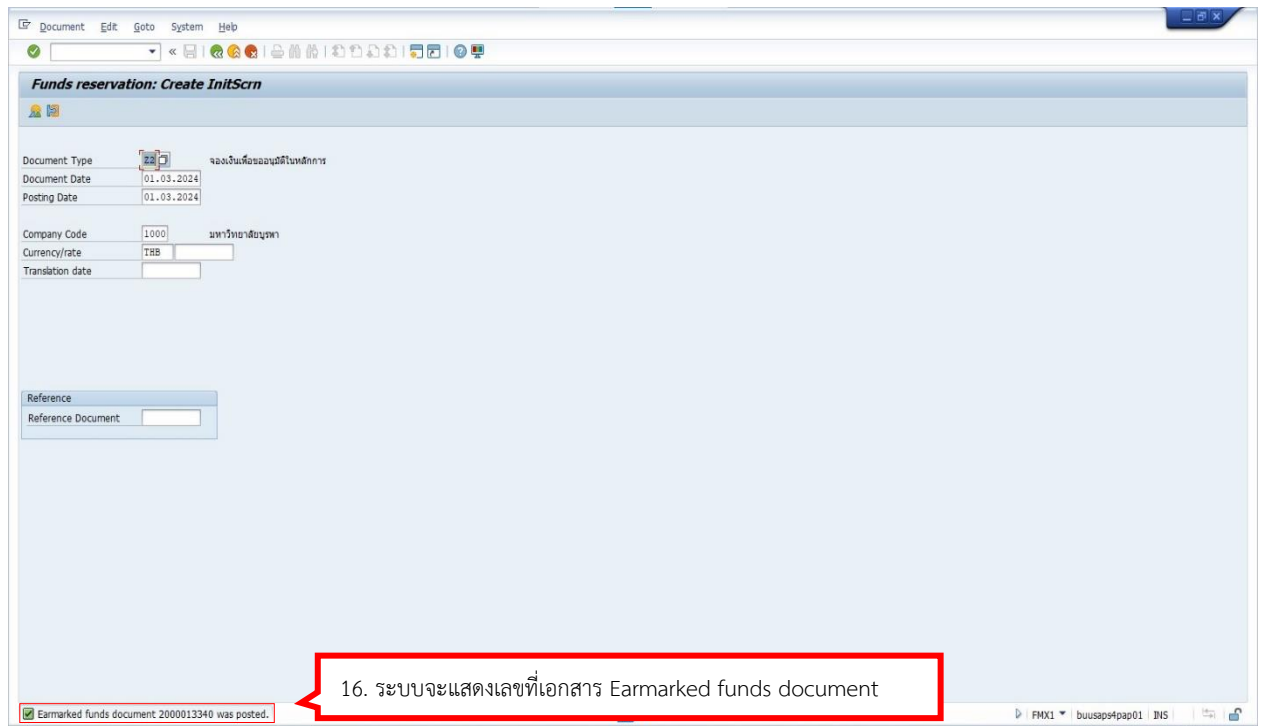 Document Edit Goto System Help
Funds reservation: Create InitScrn
Document Type Z2 จองเงินเพื่อขออนุมัติในหลักการ
Document Date 01.03.2024
Posting Date 01.03.2024
Company Code 1000 มหาวิทยาลัยบูรพา
Currency/rate THB
Translation date
Reference
Reference Document
16. ระบบจะแสดงเลขที่เอกสาร Earmarked funds document
Earmarked funds document 2000013340 was posted.
FMX1 buusaps4pap01 INS